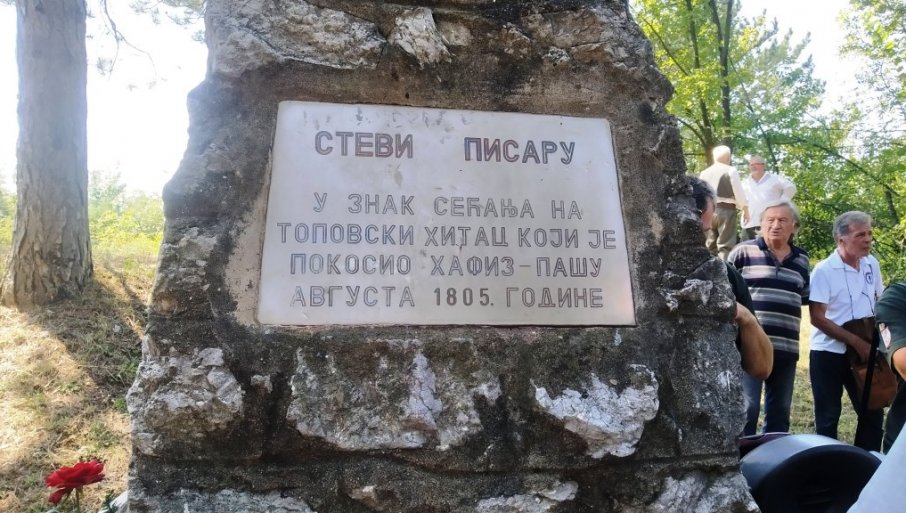 СТЕВИ ПИСАРУ
У ЗНАК СЕЋАЊА НА
ТОПОВСКИ ХИТАЦ КОЈИ ЈЕ
ПОКОСИО ХАФИЗ-ПАШУ
АВГУСТА 1805. ГОДИНЕ